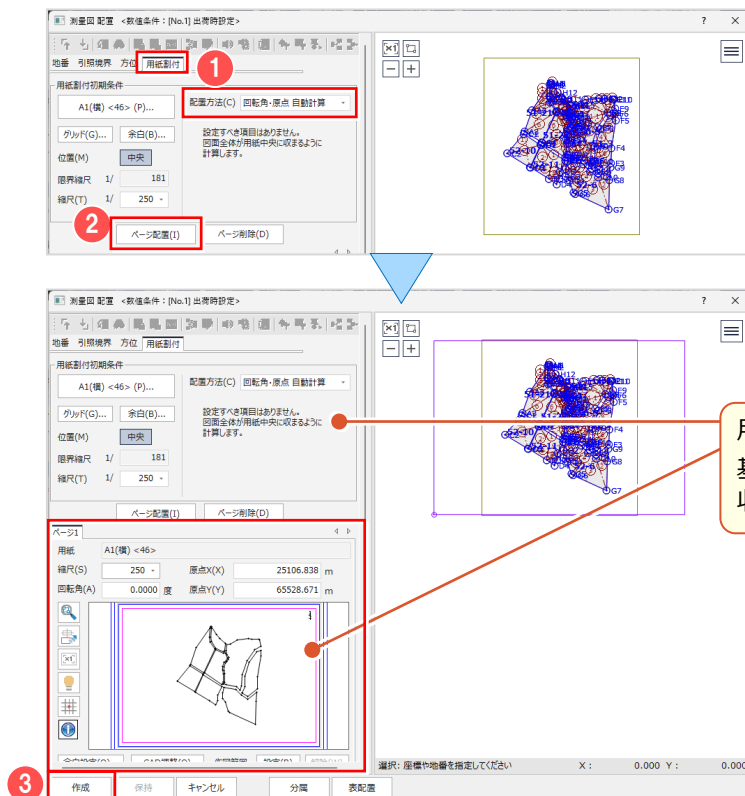 測量図 配置 <数値条件：[No.1] 出荷時設定>
? ×
地番 引照境界 方位 用紙割付
1
用紙割付初期条件
A1(横) <46> (P)...
配置方法(C) 回転角・原点 自動計算
グリッド(G)... 余白(B)...
設定すべき項目はありません。
図面全体が用紙中央に収まるように
計算します。
位置(M) 中央
限界縮尺 1/ 181
縮尺(T) 1/ 250
2
ページ配置(I) ページ削除(D)
H12
F5
F4
G9
G8
G7
測量図 配置 <数値条件：[No.1] 出荷時設定>
? ×
地番 引照境界 方位 用紙割付
用紙割付初期条件
A1(横) <46> (P)...
配置方法(C) 回転角・原点 自動計算
グリッド(G)... 余白(B)...
設定すべき項目はありません。
図面全体が用紙中央に収まるように
計算します。
位置(M) 中央
限界縮尺 1/ 181
縮尺(T) 1/ 250
ページ配置(I) ページ削除(D)
H12
F5
F4
G9
G8
G7
ページ1
用紙 A1(横) <46>
縮尺(S) 250 原点X(X) 25106.838 m
回転角(A) 0.0000 度 原点Y(Y) 65528.671 m
選択: 座標や地番を指定してください X : 0.000 Y : 0.000
3
作成 保持 キャンセル 分属 表配置